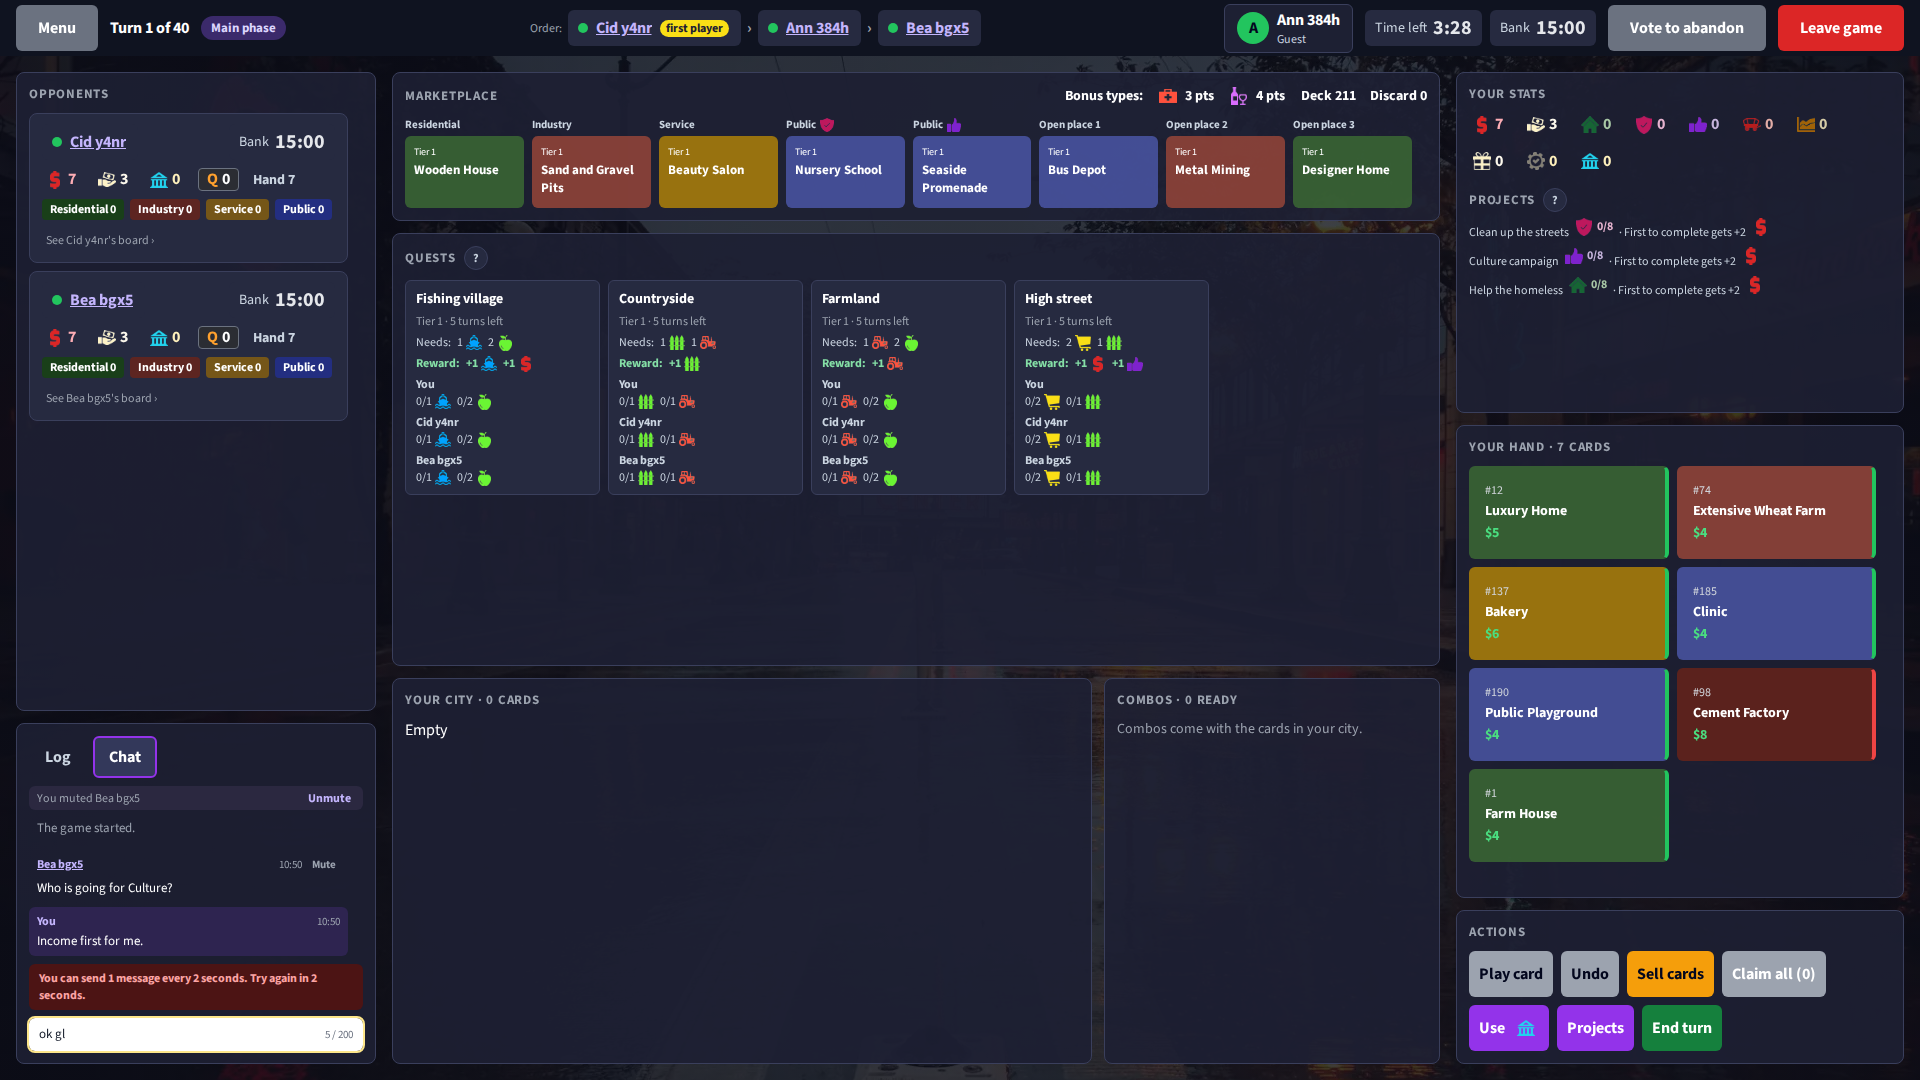 Menu
Turn 1 of 40
Main phase
Order:
Cid y4nr first player › Ann 384h › Bea bgx5
A
Ann 384h
Guest
Time left 3:28
Bank 15:00
Vote to abandon
Leave game
OPPONENTS
Cid y4nr
Bank 15:00
7 3 0 Q 0 Hand 7
Residential 0 Industry 0 Service 0 Public 0
See Cid y4nr's board ›
Bea bgx5
Bank 15:00
7 3 0 Q 0 Hand 7
Residential 0 Industry 0 Service 0 Public 0
See Bea bgx5's board ›
Log
Chat
You muted Bea bgx5 Unmute
The game started.
Bea bgx5 10:50 Mute
Who is going for Culture?
You 10:50
Income first for me.
You can send 1 message every 2 seconds. Try again in 2
seconds.
ok gl 5 / 200
MARKETPLACE
Bonus types: 3 pts 4 pts Deck 211 Discard 0
Residential
Tier 1
Wooden House
Industry
Tier 1
Sand and Gravel
Pits
Service
Tier 1
Beauty Salon
Public
Tier 1
Nursery School
Public
Tier 1
Seaside
Promenade
Open place 1
Tier 1
Bus Depot
Open place 2
Tier 1
Metal Mining
Open place 3
Tier 1
Designer Home
QUESTS ?
Fishing village
Tier 1 · 5 turns left
Needs: 1 2
Reward: +1 +1
You
0/1 0/2
Cid y4nr
0/1 0/2
Bea bgx5
0/1 0/2
Countryside
Tier 1 · 5 turns left
Needs: 1 1
Reward: +1
You
0/1 0/1
Cid y4nr
0/1 0/1
Bea bgx5
0/1 0/1
Farmland
Tier 1 · 5 turns left
Needs: 1 2
Reward: +1
You
0/1 0/2
Cid y4nr
0/1 0/2
Bea bgx5
0/1 0/2
High street
Tier 1 · 5 turns left
Needs: 2 1
Reward: +1 +1
You
0/2 0/1
Cid y4nr
0/2 0/1
Bea bgx5
0/2 0/1
YOUR CITY · 0 CARDS
Empty
COMBOS · 0 READY
Combos come with the cards in your city.
YOUR STATS
7 3 0 0 0 0 0
0 0 0
PROJECTS ?
Clean up the streets 0/8 · First to complete gets +2
Culture campaign 0/8 · First to complete gets +2
Help the homeless 0/8 · First to complete gets +2
YOUR HAND · 7 CARDS
#12
Luxury Home
$5
#74
Extensive Wheat Farm
$4
#137
Bakery
$6
#185
Clinic
$4
#190
Public Playground
$4
#98
Cement Factory
$8
#1
Farm House
$4
ACTIONS
Play card
Undo
Sell cards
Claim all (0)
Use
Projects
End turn